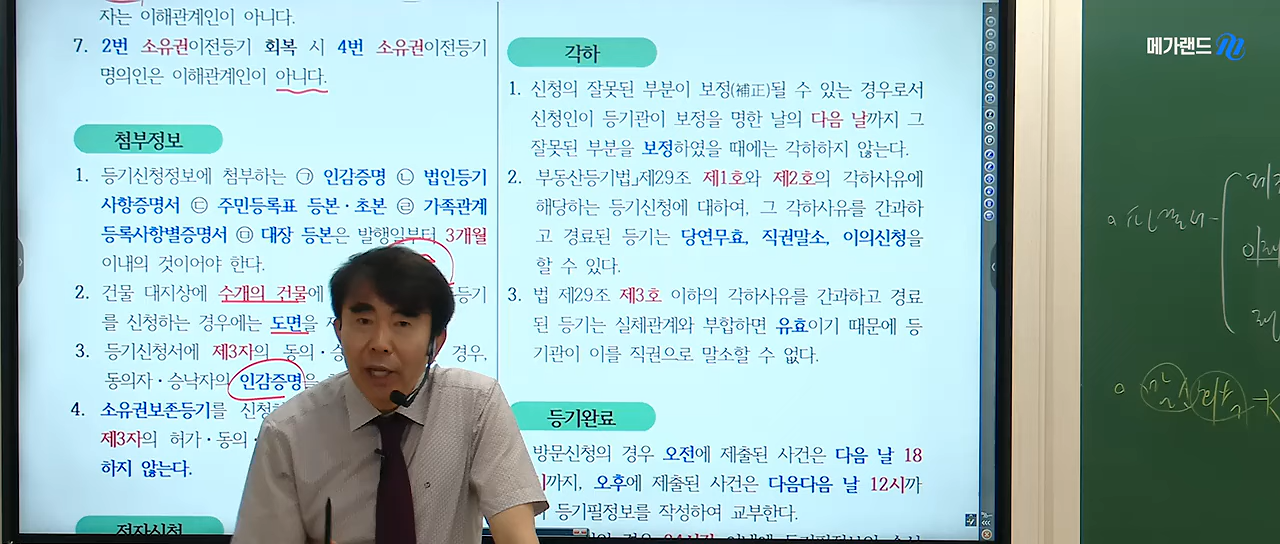 자는 이해관계인이 아니다.
7. 2번 소유권이전등기 회복 시 4번 소유권이전등기
명의인은 이해관계인이 아니다.
첨부정보
1. 등기신청정보에 첨부하는 ㉠ 인감증명 ㉡ 법인등기
사항증명서 ㉢ 주민등록표 등본·초본 ㉣ 가족관계
등록사항별증명서 ㉤ 대장 등본은 발행일부터 3개월
이내의 것이어야 한다.
2. 건물 대지상에 수개의 건물에
등기
를 신청하는 경우에는 도면을
3. 등기신청서에 제3자의 동의·
경우,
동의자·승낙자의 인감증명을
4. 소유권보존등기를
제3자의 허가·동의·
하지 않는다.
전자신청
각하
1. 신청의 잘못된 부분이 보정(補正)될 수 있는 경우로서
신청인이 등기관이 보정을 명한 날의 다음 날까지 그
잘못된 부분을 보정하였을 때에는 각하하지 않는다.
2. 부동산등기법」제29조 제1호와 제2호의 각하사유에
해당하는 등기신청에 대하여, 그 각하사유를 간과하
고 경료된 등기는 당연무효, 직권말소, 이의신청을
할 수 있다.
3. 법 제29조 제3호 이하의 각하사유를 간과하고 경료
된 등기는 실체관계와 부합하면 유효이기 때문에 등
기관이 이를 직권으로 말소할 수 없다.
등기완료
방문신청의 경우 오전에 제출된 사건은 다음 날 18
까지, 오후에 제출된 사건은 다음다음 날 12시까
등기필정보를 작성하여 교부한다.
메가랜드